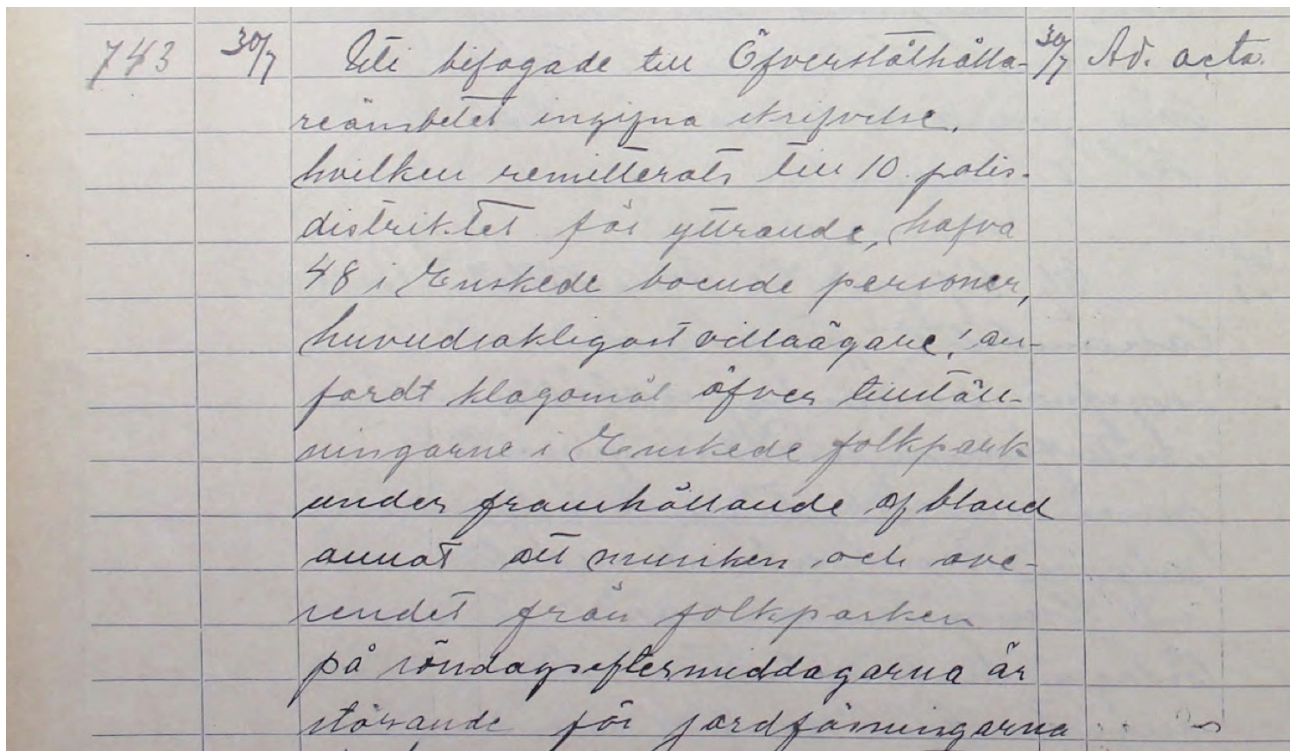 743 30/7 Uti bifogade till Öfverståthålla- 30/7 Ad. acta.
reämbetet ingifna skrifvelse,
hvilken remitterats till 10. polis-
distriktet för yttrande, hafva
48 i Enskede boende personer,
huvudsakligast villaägare, an-
fördt klagomål öfver tillställ-
ningarne i Enskede folkpark
under framhållande af bland
annat att musiken och ove-
sendet från folkparken
på söndagseftermiddagarna är
störande för jordfästningarna